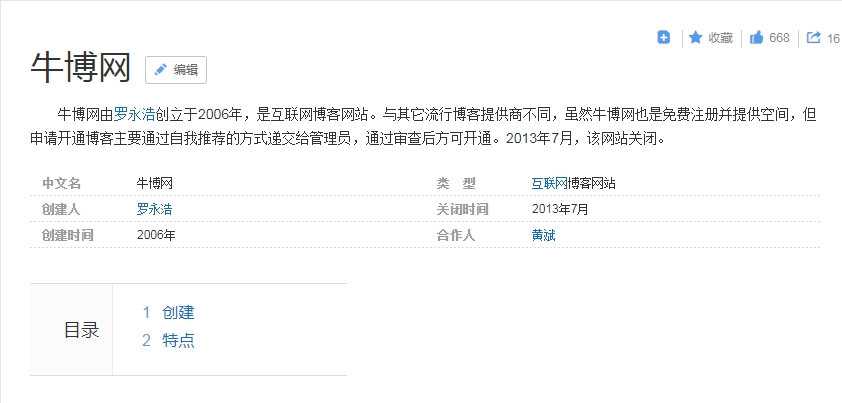 收藏 668 16
牛博网 编辑
牛博网由罗永浩创立于2006年，是互联网博客网站。与其它流行博客提供商不同，虽然牛博网也是免费注册并提供空间，但
申请开通博客主要通过自我推荐的方式递交给管理员，通过审查后方可开通。2013年7月，该网站关闭。
中文名 牛博网 类 型 互联网博客网站
创建人 罗永浩 关闭时间 2013年7月
创建时间 2006年 合作人 黄斌
目录
1 创建
2 特点